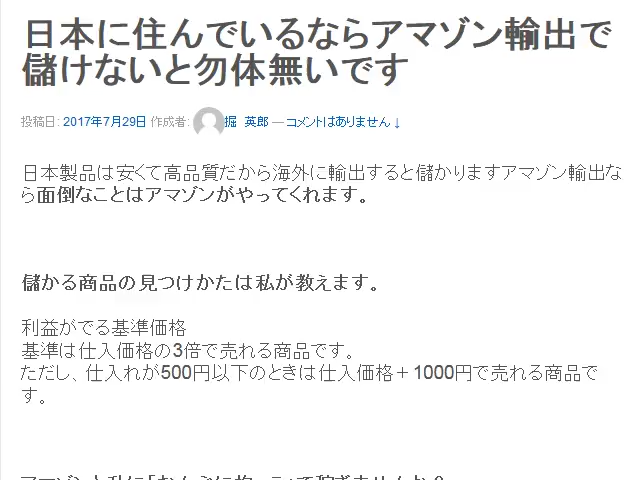 日本に住んでいるならアマゾン輸出で
儲けないと勿体無いです
投稿日: 2017年7月29日 作成者: 掘 英郎 — コメントはありません ↓
日本製品は安くて高品質だから海外に輸出すると儲かりますアマゾン輸出な
ら面倒なことはアマゾンがやってくれます。
儲かる商品の見つけかたは私が教えます。
利益がでる基準価格
基準は仕入価格の3倍で売れる商品です。
ただし、仕入れが500円以下のときは仕入価格＋1000円で売れる商品で
す。